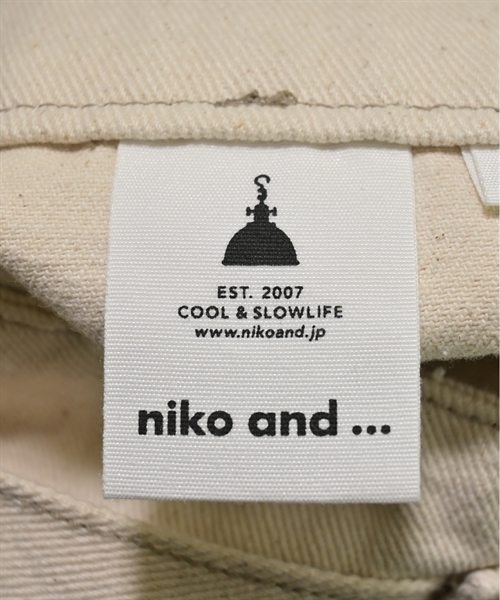 EST. 2007
COOL & SLOWLIFE
www.nikoand.jp
niko and ...